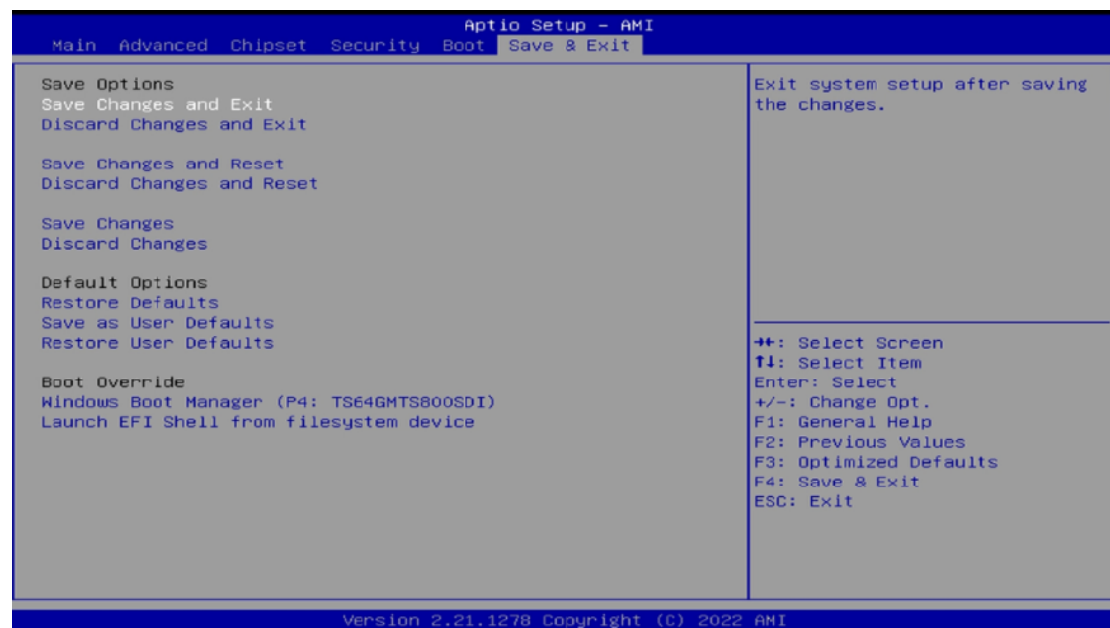 Aptio Setup - AMI
Main Advanced Chipset Security Boot Save & Exit
Save Options
Save Changes and Exit
Discard Changes and Exit
Save Changes and Reset
Discard Changes and Reset
Save Changes
Discard Changes
Default Options
Restore Defaults
Save as User Defaults
Restore User Defaults
Boot Override
Windows Boot Manager (P4: TS64GMTS800SDI)
Launch EFI Shell from filesystem device
Exit system setup after saving
the changes.
→←: Select Screen
↑↓: Select Item
Enter: Select
+/-: Change Opt.
F1: General Help
F2: Previous Values
F3: Optimized Defaults
F4: Save & Exit
ESC: Exit
Version 2.21.1278 Copyright (C) 2022 AMI